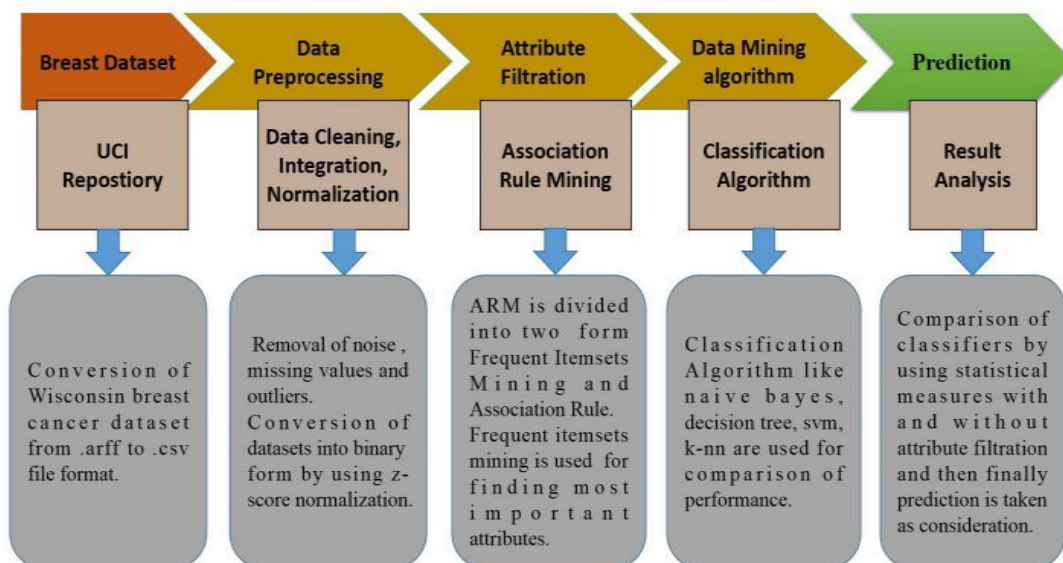 Breast Dataset
Data
Preprocessing
Attribute
Filtration
Data Mining
algorithm
Prediction
UCI
Repostiory
Data Cleaning,
Integration,
Normalization
Association
Rule Mining
Classification
Algorithm
Result
Analysis
Conversion of
Wisconsin breast
cancer dataset
from .arff to .csv
file format.
Removal of noise ,
missing values and
outliers.
Conversion of
datasets into binary
form by using z-
score normalization.
ARM is divided
into two form
Frequent Itemsets
Mining and
Association Rule.
Frequent itemsets
mining is used for
finding most
important
attributes.
Classification
Algorithm like
naive bayes,
decision tree, svm,
k-nn are used for
comparison of
performance.
Comparison of
classifiers by
using statistical
measures with
and without
attribute filtration
and then finally
prediction is taken
as consideration.